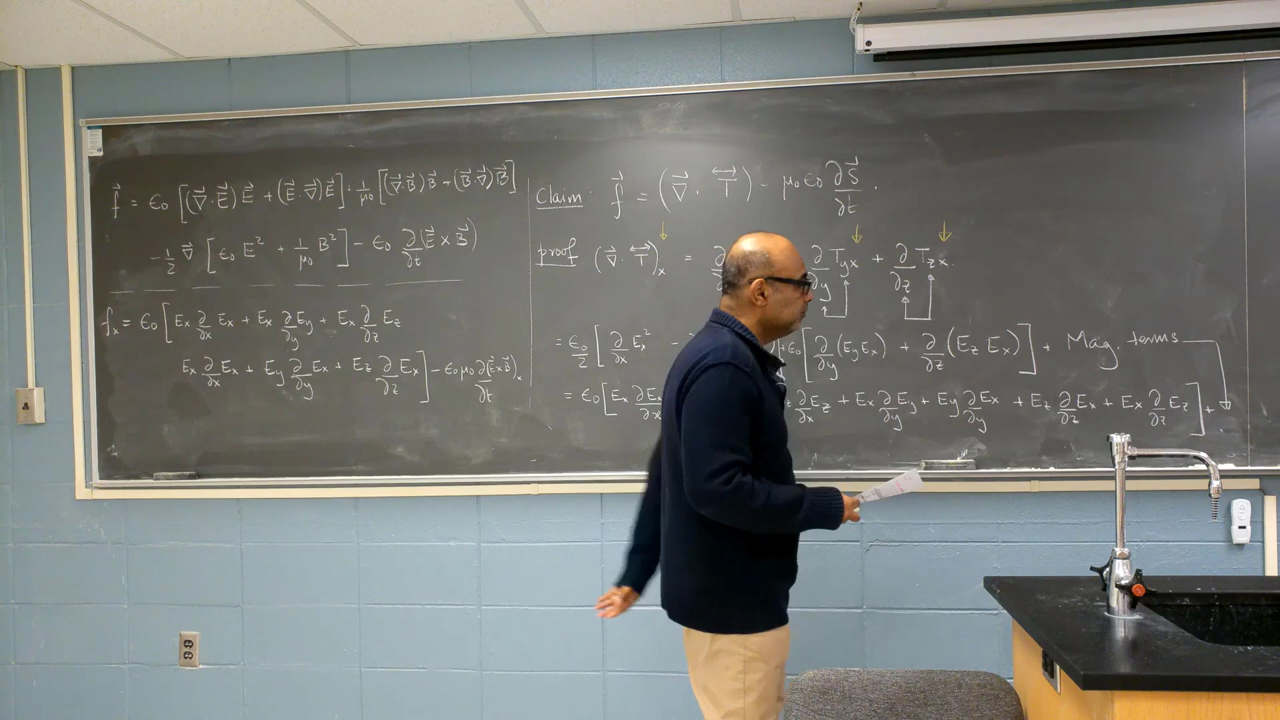 f⃗ = ϵ₀ [(∇⃗·E⃗)E⃗ + (E⃗·∇⃗)E⃗] + 1/μ₀ [(∇⃗·B⃗)B⃗ + (B⃗·∇⃗)B⃗]
-1/2 ∇⃗ [ϵ₀ E² + 1/μ₀ B²] - ϵ₀ ∂/∂t (E⃗ × B⃗)
fₓ = ϵ₀ [Eₓ ∂/∂x Eₓ + Eₓ ∂/∂y E_y + Eₓ ∂/∂z E_z
Eₓ ∂/∂x Eₓ + E_y ∂/∂y Eₓ + E_z ∂/∂z Eₓ] - ϵ₀μ₀ ∂/∂t (E⃗×B⃗)ₓ
Claim: f⃗ = (∇⃗ · T⃡) - μ₀ϵ₀ ∂S⃗/∂t .
proof (∇⃗ · T⃡)ₓ = ∂ ∂/∂y T_yx + ∂/∂z T_zx.
= ϵ₀/2 [∂/∂x Eₓ² - ) + ϵ₀ [∂/∂y (E_y Eₓ) + ∂/∂z (E_z Eₓ)] + Mag. terms
= ϵ₀ [Eₓ ∂Eₓ/∂x ∂/∂x E_z + Eₓ ∂/∂y E_y + E_y ∂/∂y Eₓ + E_z ∂/∂z Eₓ + Eₓ ∂/∂z E_z] +